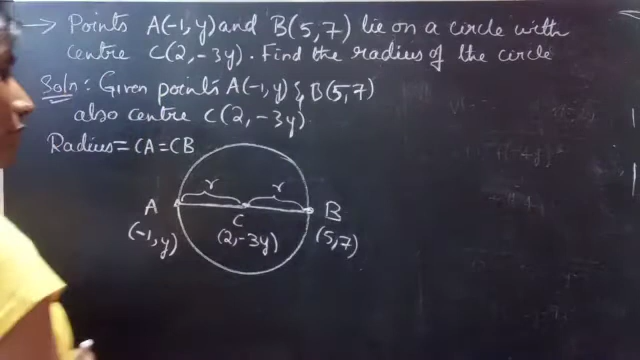 → Points A(-1, y) and B(5,7) lie on a circle with
centre C(2,-3y). Find the radius of the circle
Soln: Given points A(-1, y) & B(5,7)
also centre C(2,-3y)
Radius = CA = CB
r r
A C B
(-1, y) (2,-3y) (5,7)